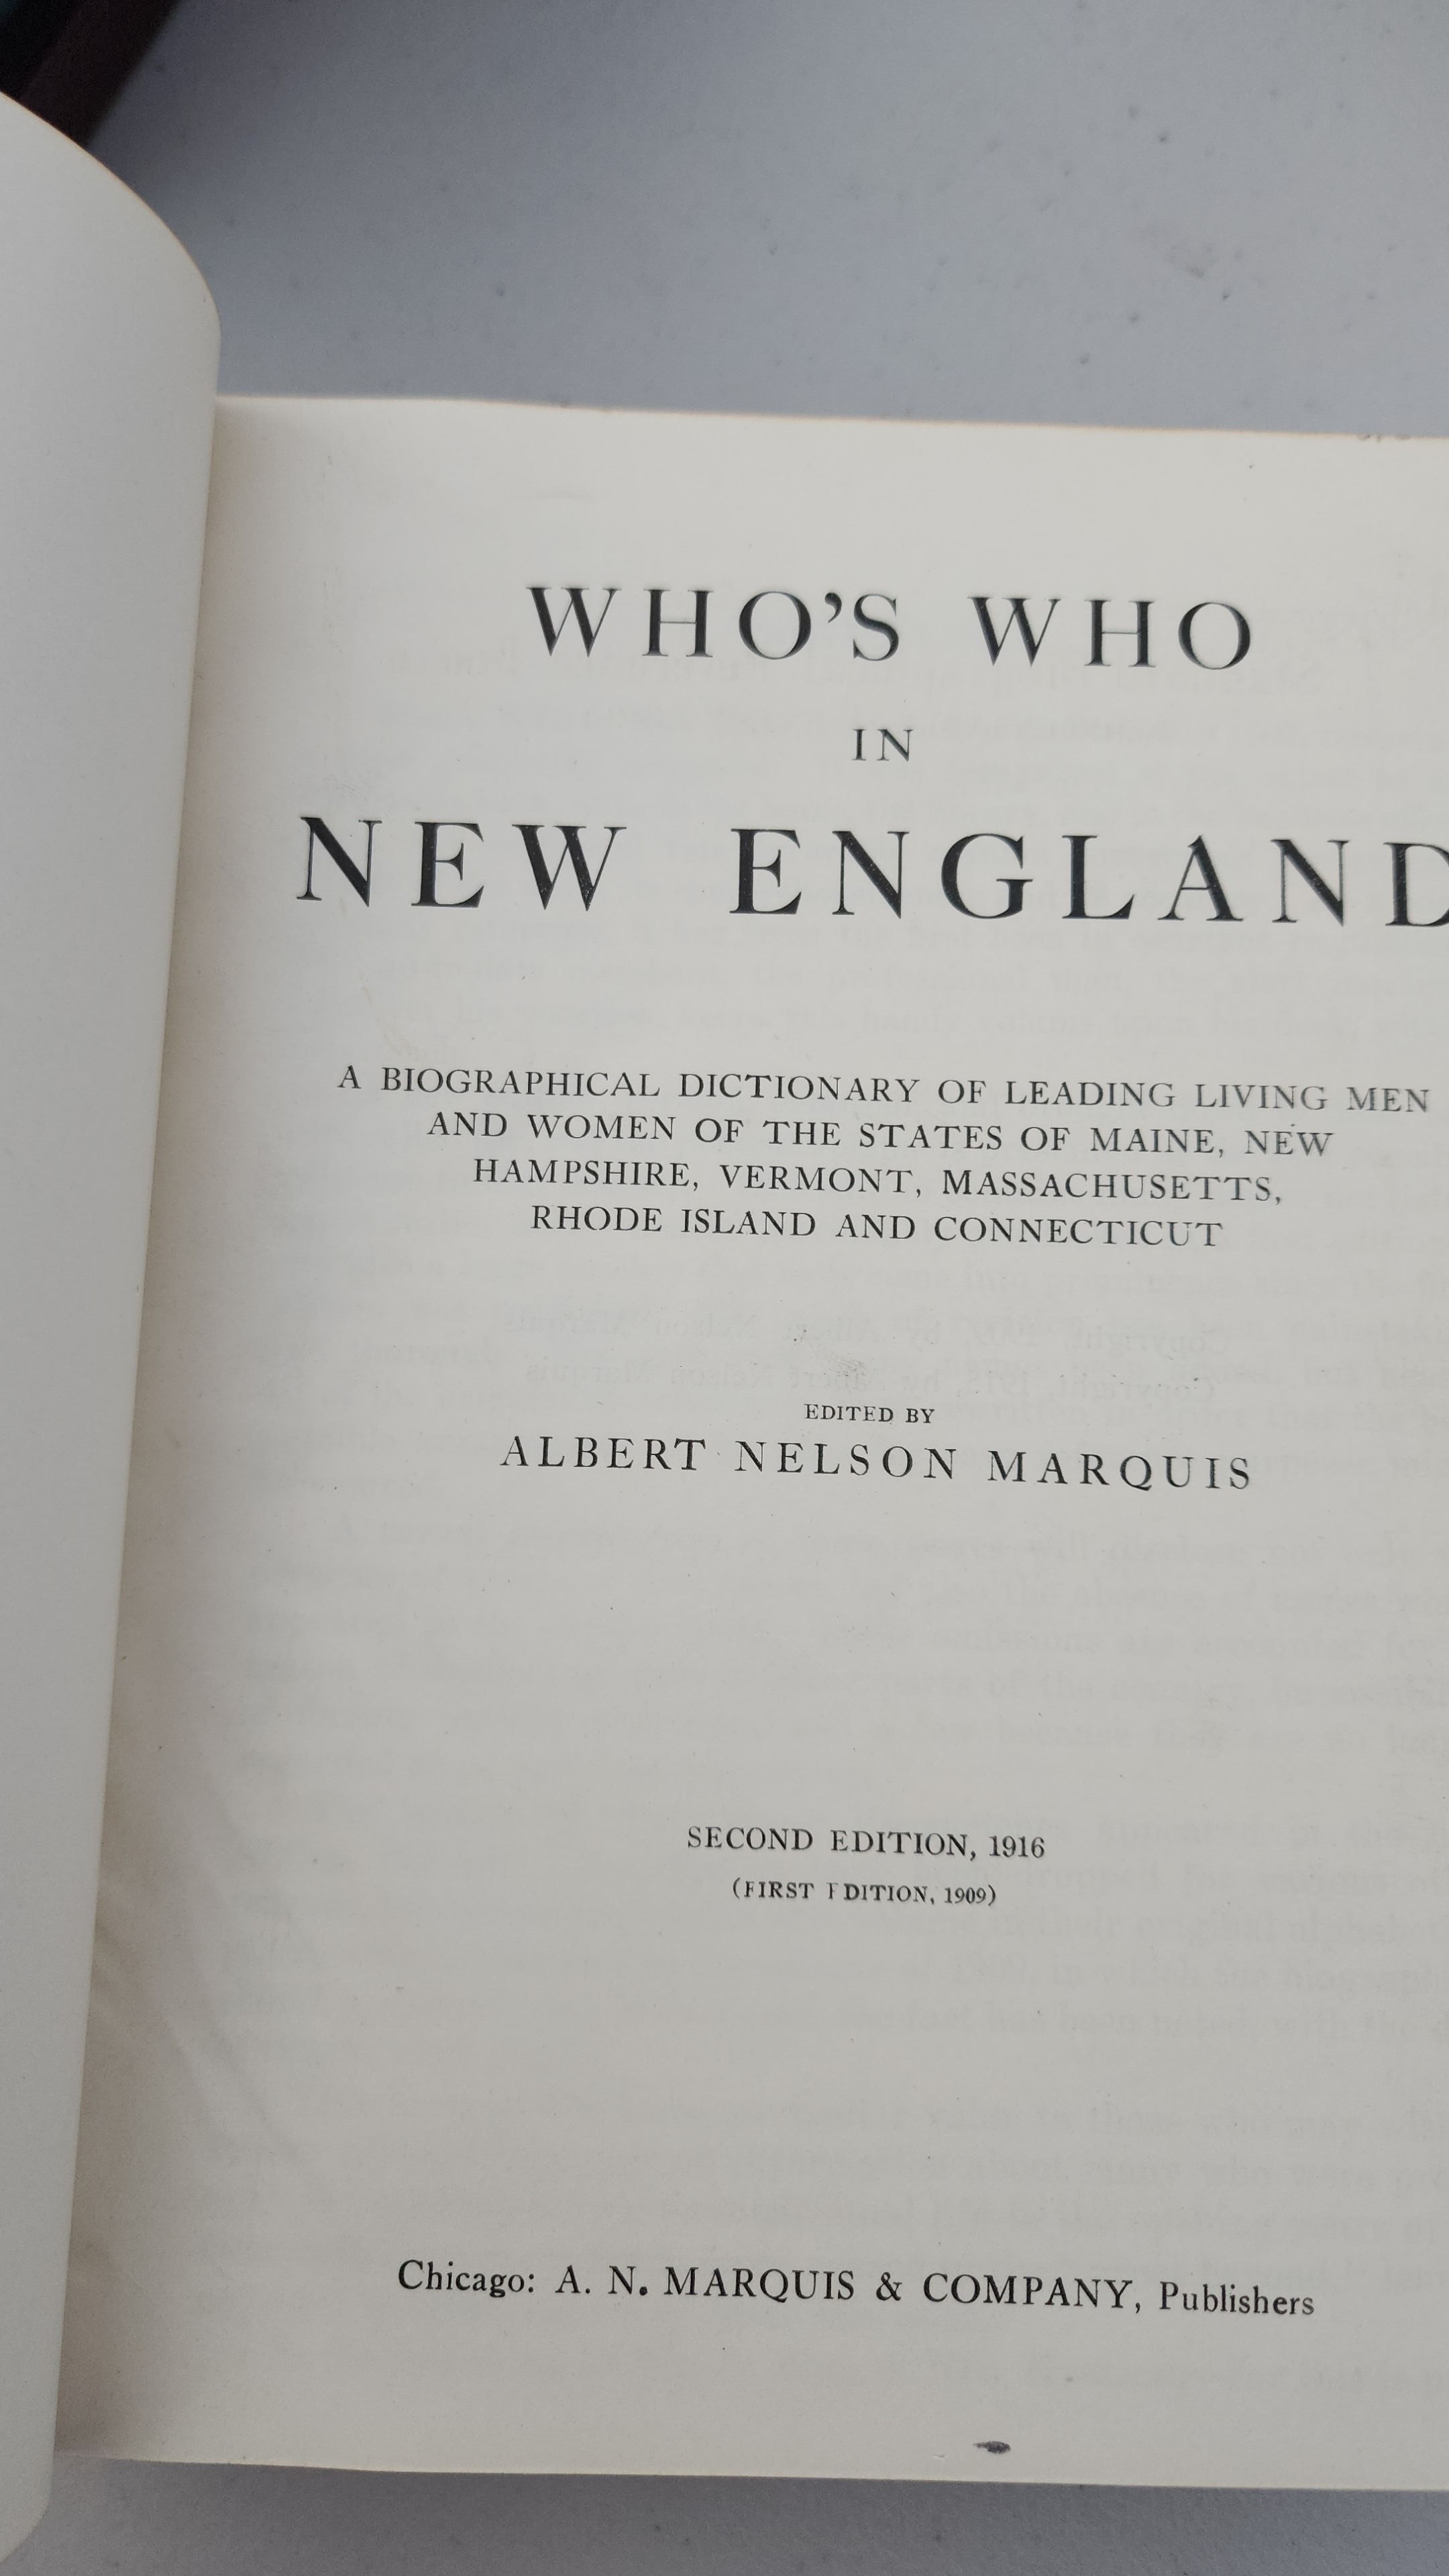 WHO'S WHO
IN
NEW ENGLAND
A BIOGRAPHICAL DICTIONARY OF LEADING LIVING MEN
AND WOMEN OF THE STATES OF MAINE, NEW
HAMPSHIRE, VERMONT, MASSACHUSETTS,
RHODE ISLAND AND CONNECTICUT
EDITED BY
ALBERT NELSON MARQUIS
SECOND EDITION, 1916
(FIRST EDITION, 1909)
Chicago: A. N. MARQUIS & COMPANY, Publishers